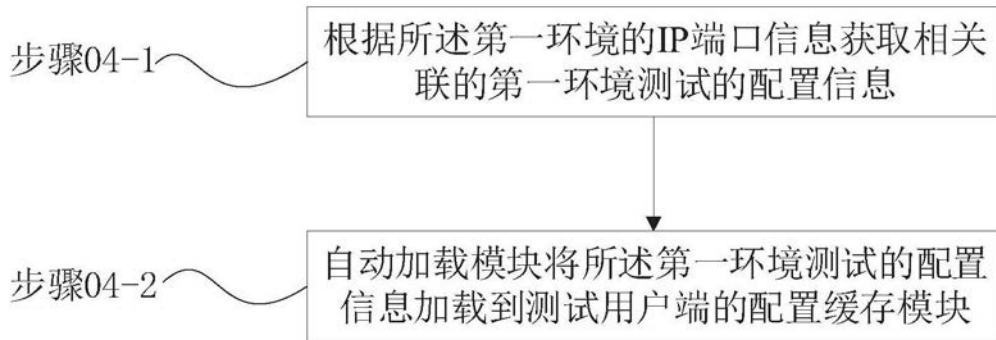 步骤04-1
根据所述第一环境的IP端口信息获取相关
联的第一环境测试的配置信息
步骤04-2
自动加载模块将所述第一环境测试的配置
信息加载到测试用户端的配置缓存模块